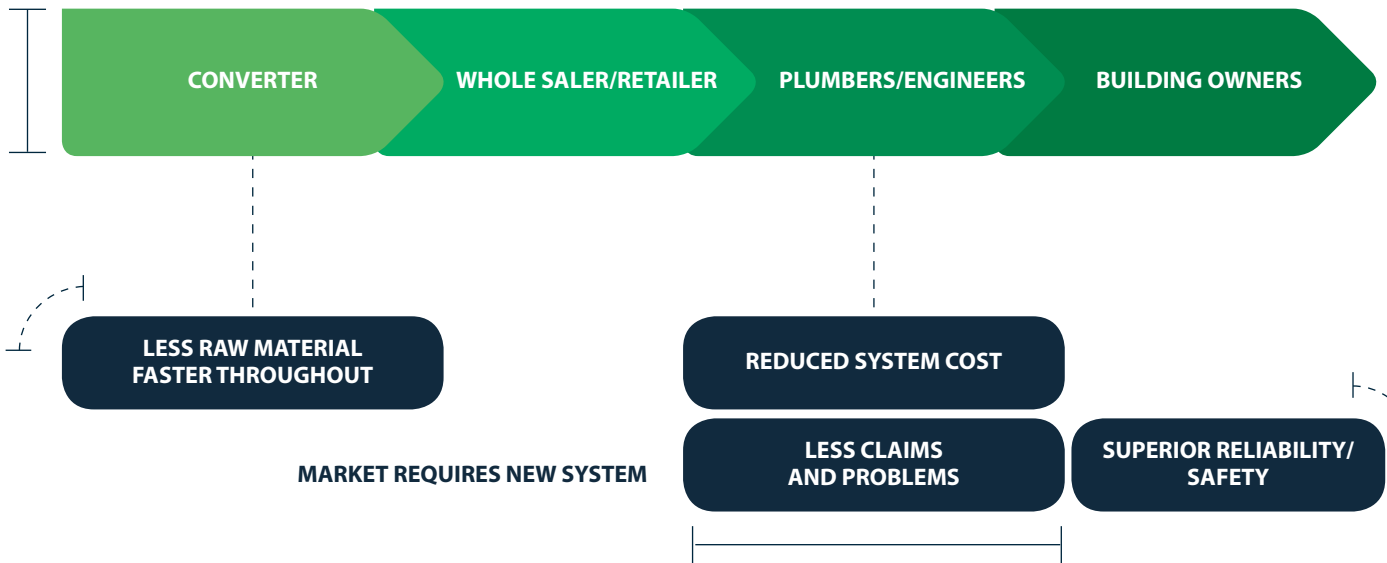 CONVERTER
WHOLE SALER/RETAILER
PLUMBERS/ENGINEERS
BUILDING OWNERS
LESS RAW MATERIAL
FASTER THROUGHOUT
REDUCED SYSTEM COST
MARKET REQUIRES NEW SYSTEM
LESS CLAIMS
AND PROBLEMS
SUPERIOR RELIABILITY/
SAFETY